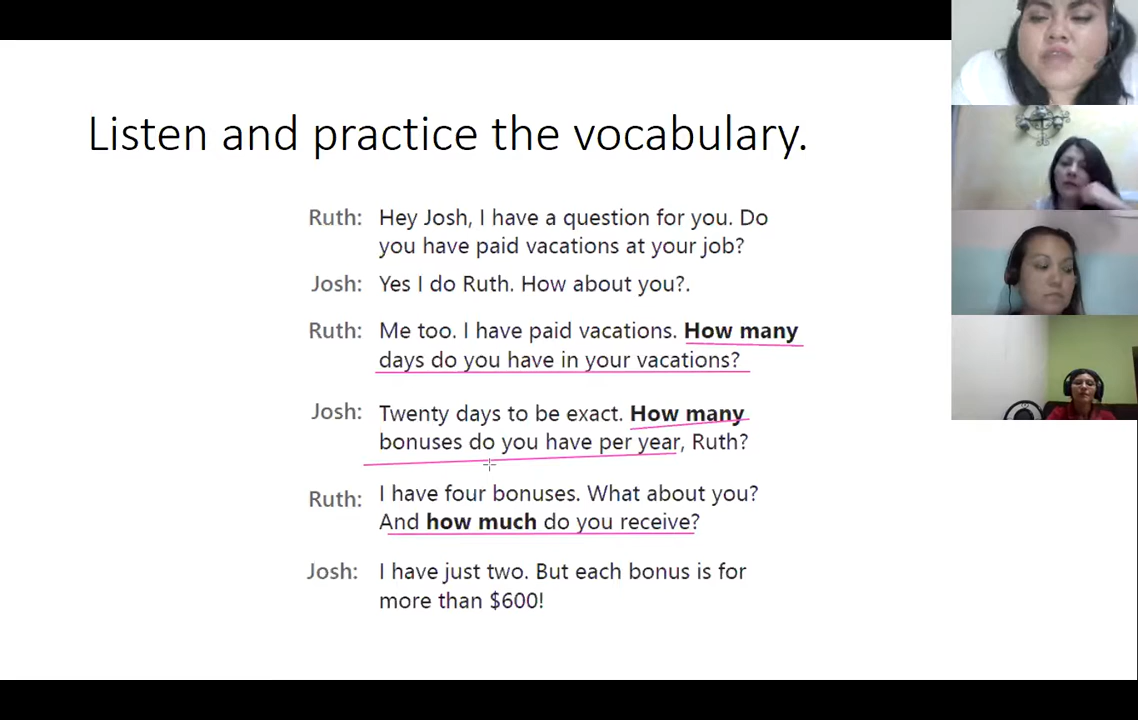 Listen and practice the vocabulary.
Ruth: Hey Josh, I have a question for you. Do
you have paid vacations at your job?
Josh: Yes I do Ruth. How about you?.
Ruth: Me too. I have paid vacations. How many
days do you have in your vacations?
Josh: Twenty days to be exact. How many
bonuses do you have per year, Ruth?
Ruth: I have four bonuses. What about you?
And how much do you receive?
Josh: I have just two. But each bonus is for
more than $600!